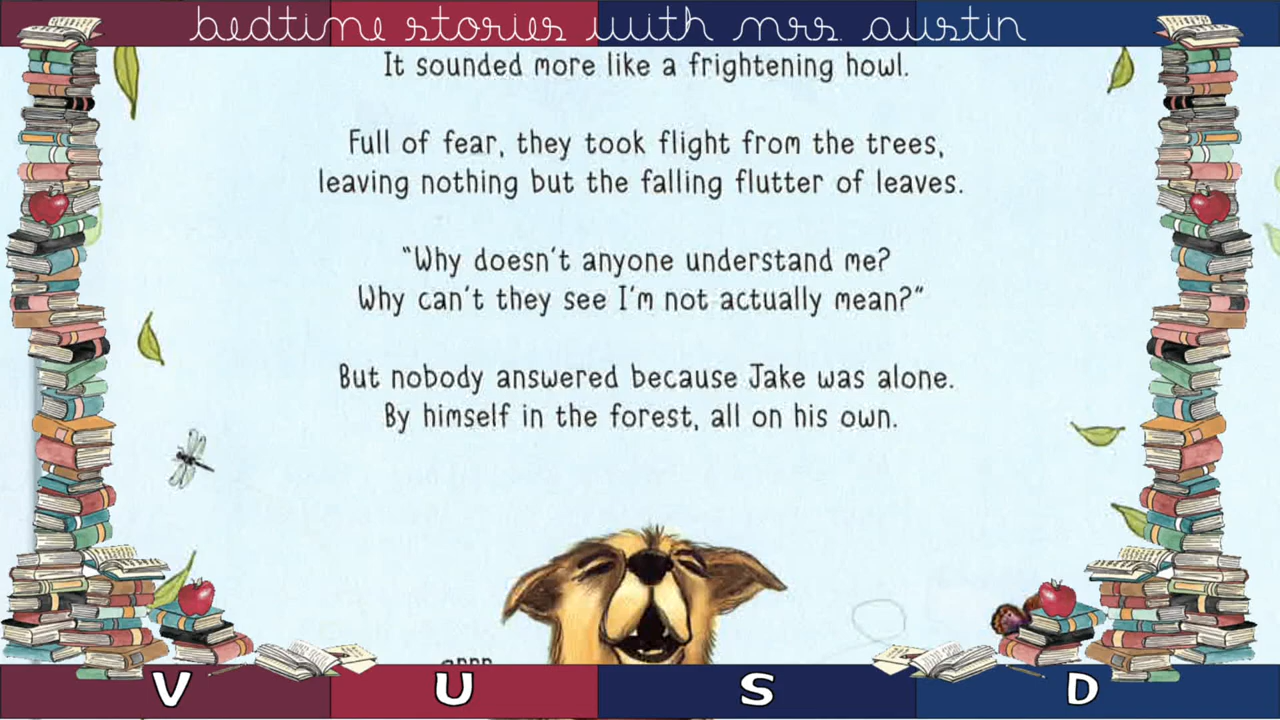 bedtime stories with mrs. austin
It sounded more like a frightening howl.
Full of fear, they took flight from the trees,
leaving nothing but the falling flutter of leaves.
"Why doesn't anyone understand me?
Why can't they see I'm not actually mean?"
But nobody answered because Jake was alone.
By himself in the forest, all on his own.
V U S D